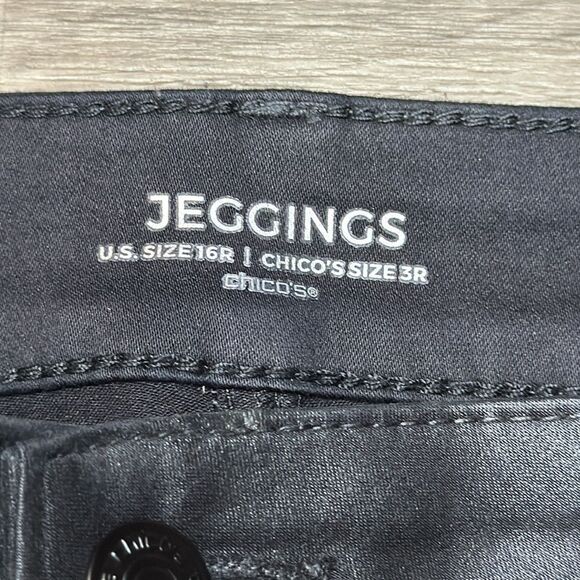 JEGGINGS
U.S. SIZE 16R | CHICO'S SIZE 3R
chico's®